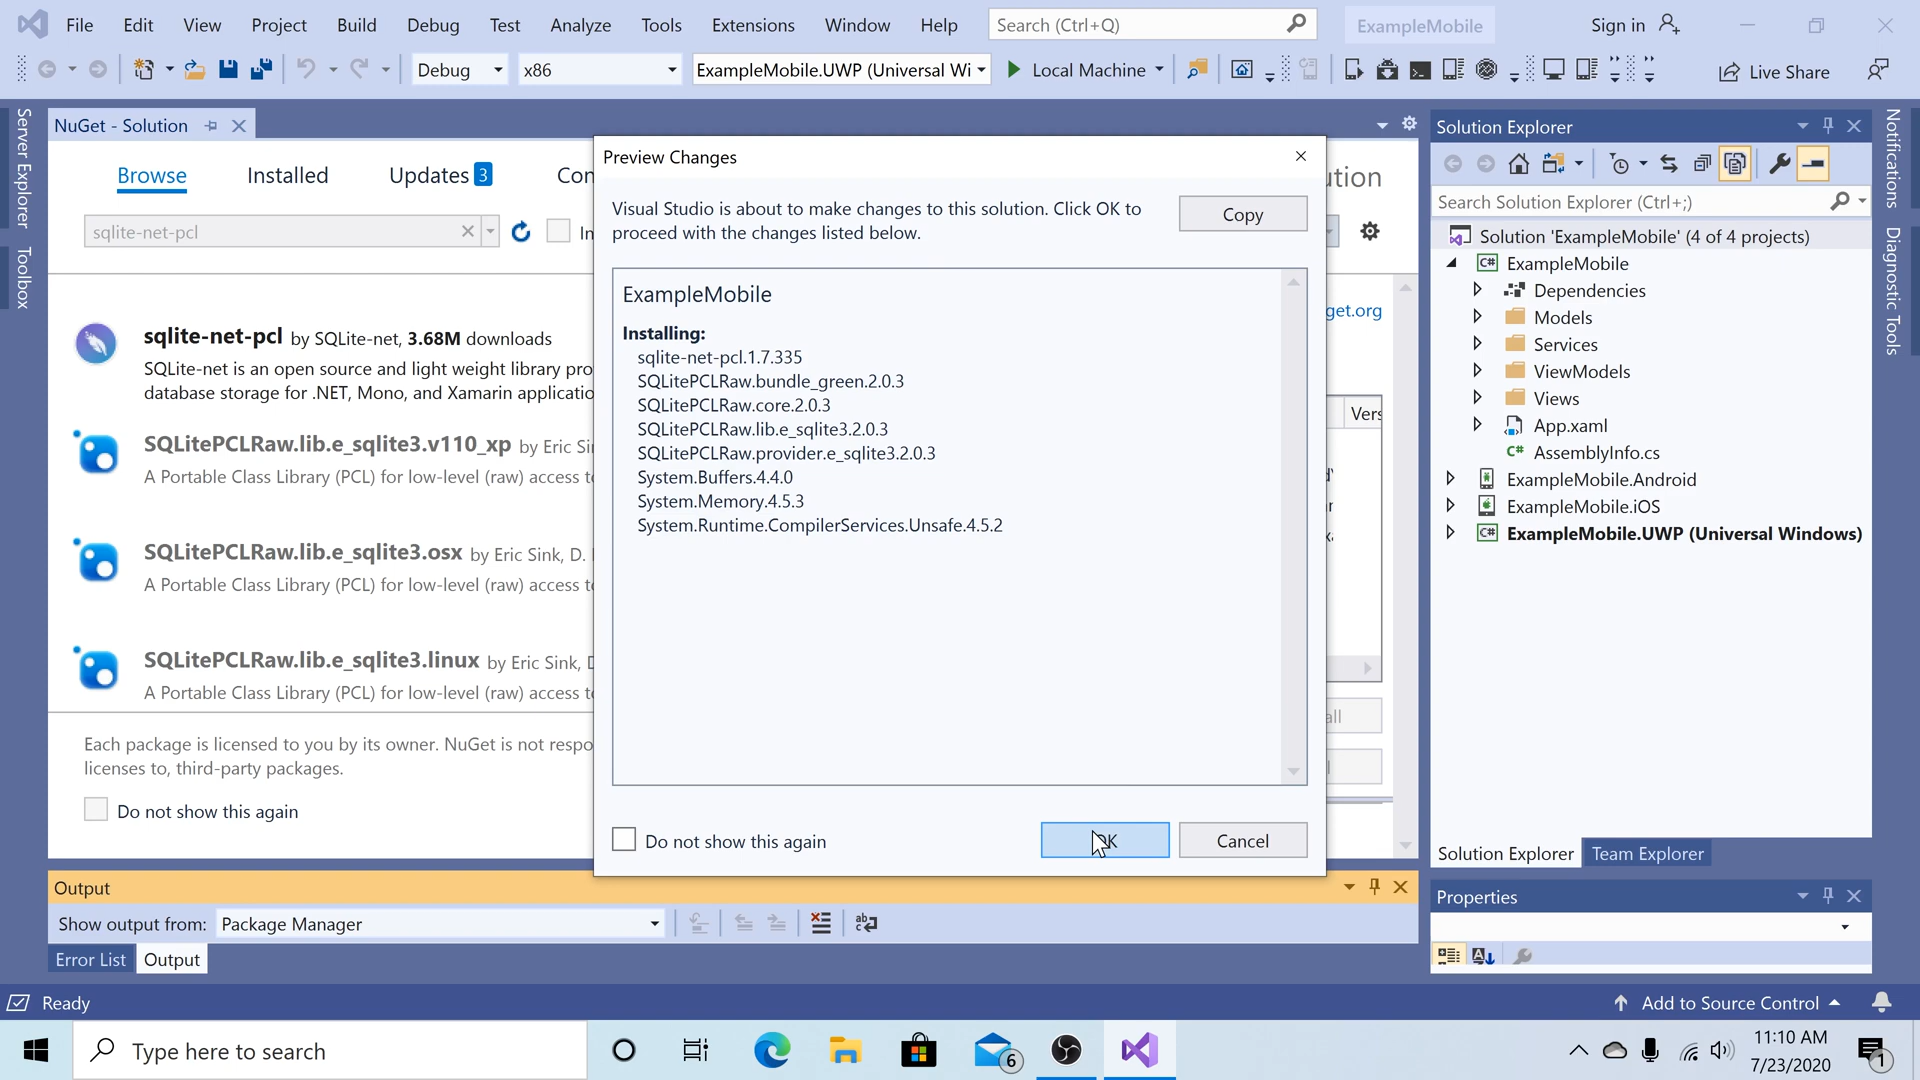 File Edit View Project Build Debug Test Analyze Tools Extensions Window Help Search (Ctrl+Q) ExampleMobile Sign in
Debug x86 ExampleMobile.UWP (Universal Wi Local Machine Live Share
Server Explorer
Toolbox
NuGet - Solution
Browse Installed Updates 3 Con
ution
sqlite-net-pcl
In
sqlite-net-pcl by SQLite-net, 3.68M downloads
SQLite-net is an open source and light weight library pro
database storage for .NET, Mono, and Xamarin applicatio
SQLitePCLRaw.lib.e_sqlite3.v110_xp by Eric Si
A Portable Class Library (PCL) for low-level (raw) access t
SQLitePCLRaw.lib.e_sqlite3.osx by Eric Sink, D.
A Portable Class Library (PCL) for low-level (raw) access t
SQLitePCLRaw.lib.e_sqlite3.linux by Eric Sink,
A Portable Class Library (PCL) for low-level (raw) access t
Each package is licensed to you by its owner. NuGet is not respo
licenses to, third-party packages.
Do not show this again
get.org
Vers
all
Preview Changes
Visual Studio is about to make changes to this solution. Click OK to
proceed with the changes listed below.
Copy
ExampleMobile
Installing:
sqlite-net-pcl.1.7.335
SQLitePCLRaw.bundle_green.2.0.3
SQLitePCLRaw.core.2.0.3
SQLitePCLRaw.lib.e_sqlite3.2.0.3
SQLitePCLRaw.provider.e_sqlite3.2.0.3
System.Buffers.4.4.0
System.Memory.4.5.3
System.Runtime.CompilerServices.Unsafe.4.5.2
Do not show this again
OK
Cancel
Solution Explorer
Search Solution Explorer (Ctrl+;)
Solution 'ExampleMobile' (4 of 4 projects)
C# ExampleMobile
Dependencies
Models
Services
ViewModels
Views
App.xaml
C# AssemblyInfo.cs
ExampleMobile.Android
ExampleMobile.iOS
C# ExampleMobile.UWP (Universal Windows)
Solution Explorer Team Explorer
Properties
Notifications
Diagnostic Tools
Output
Show output from: Package Manager
Error List Output
Ready
Add to Source Control
Type here to search
6
11:10 AM
7/23/2020
1